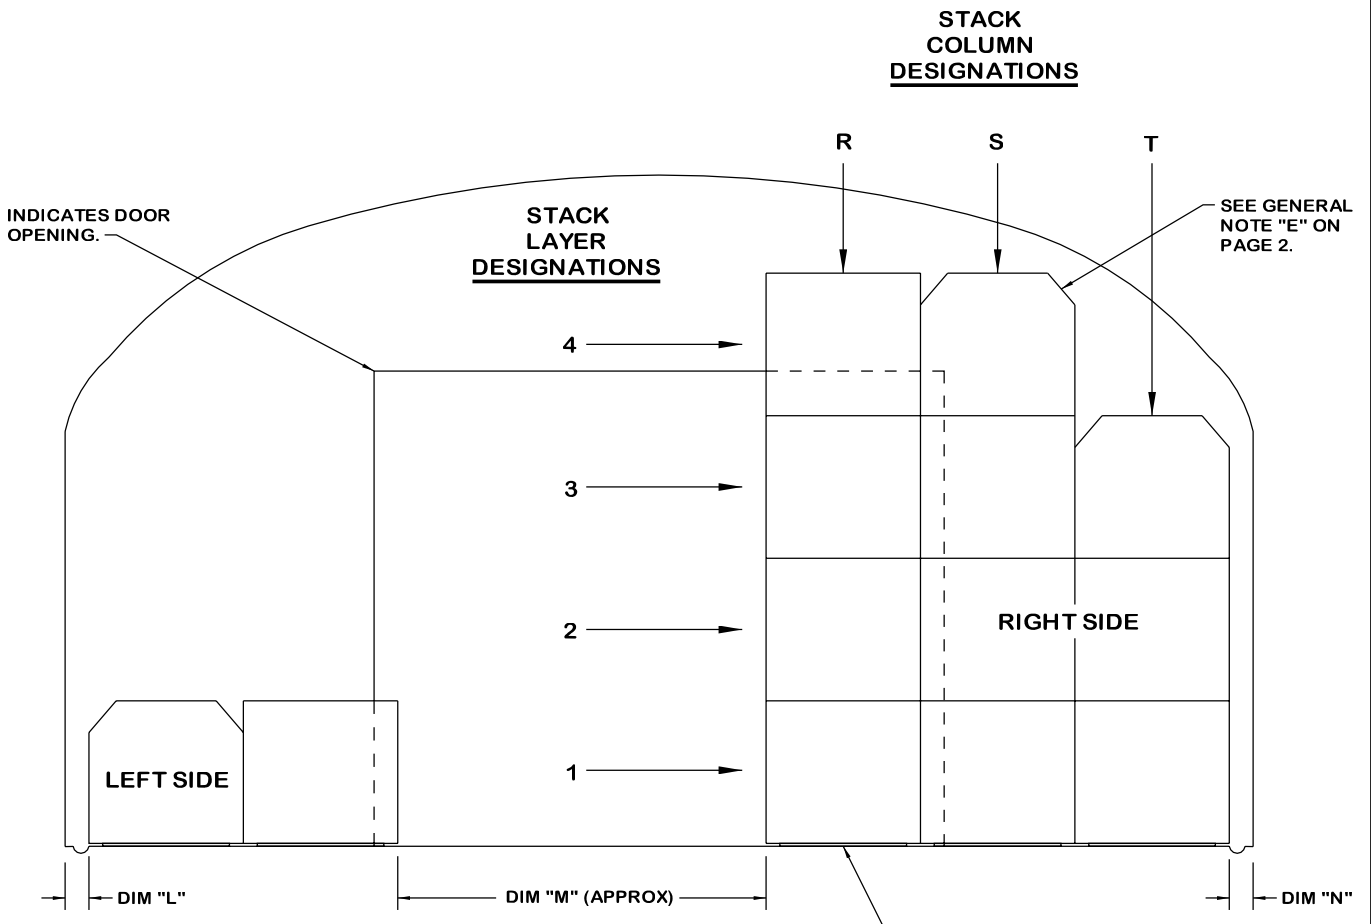 STACK
COLUMN
DESIGNATIONS
R
S
T
INDICATES DOOR
OPENING.
STACK
LAYER
DESIGNATIONS
SEE GENERAL
NOTE "E" ON
PAGE 2.
4
3
2
RIGHT SIDE
1
LEFT SIDE
DIM "L"
DIM "M" (APPROX)
DIM "N"